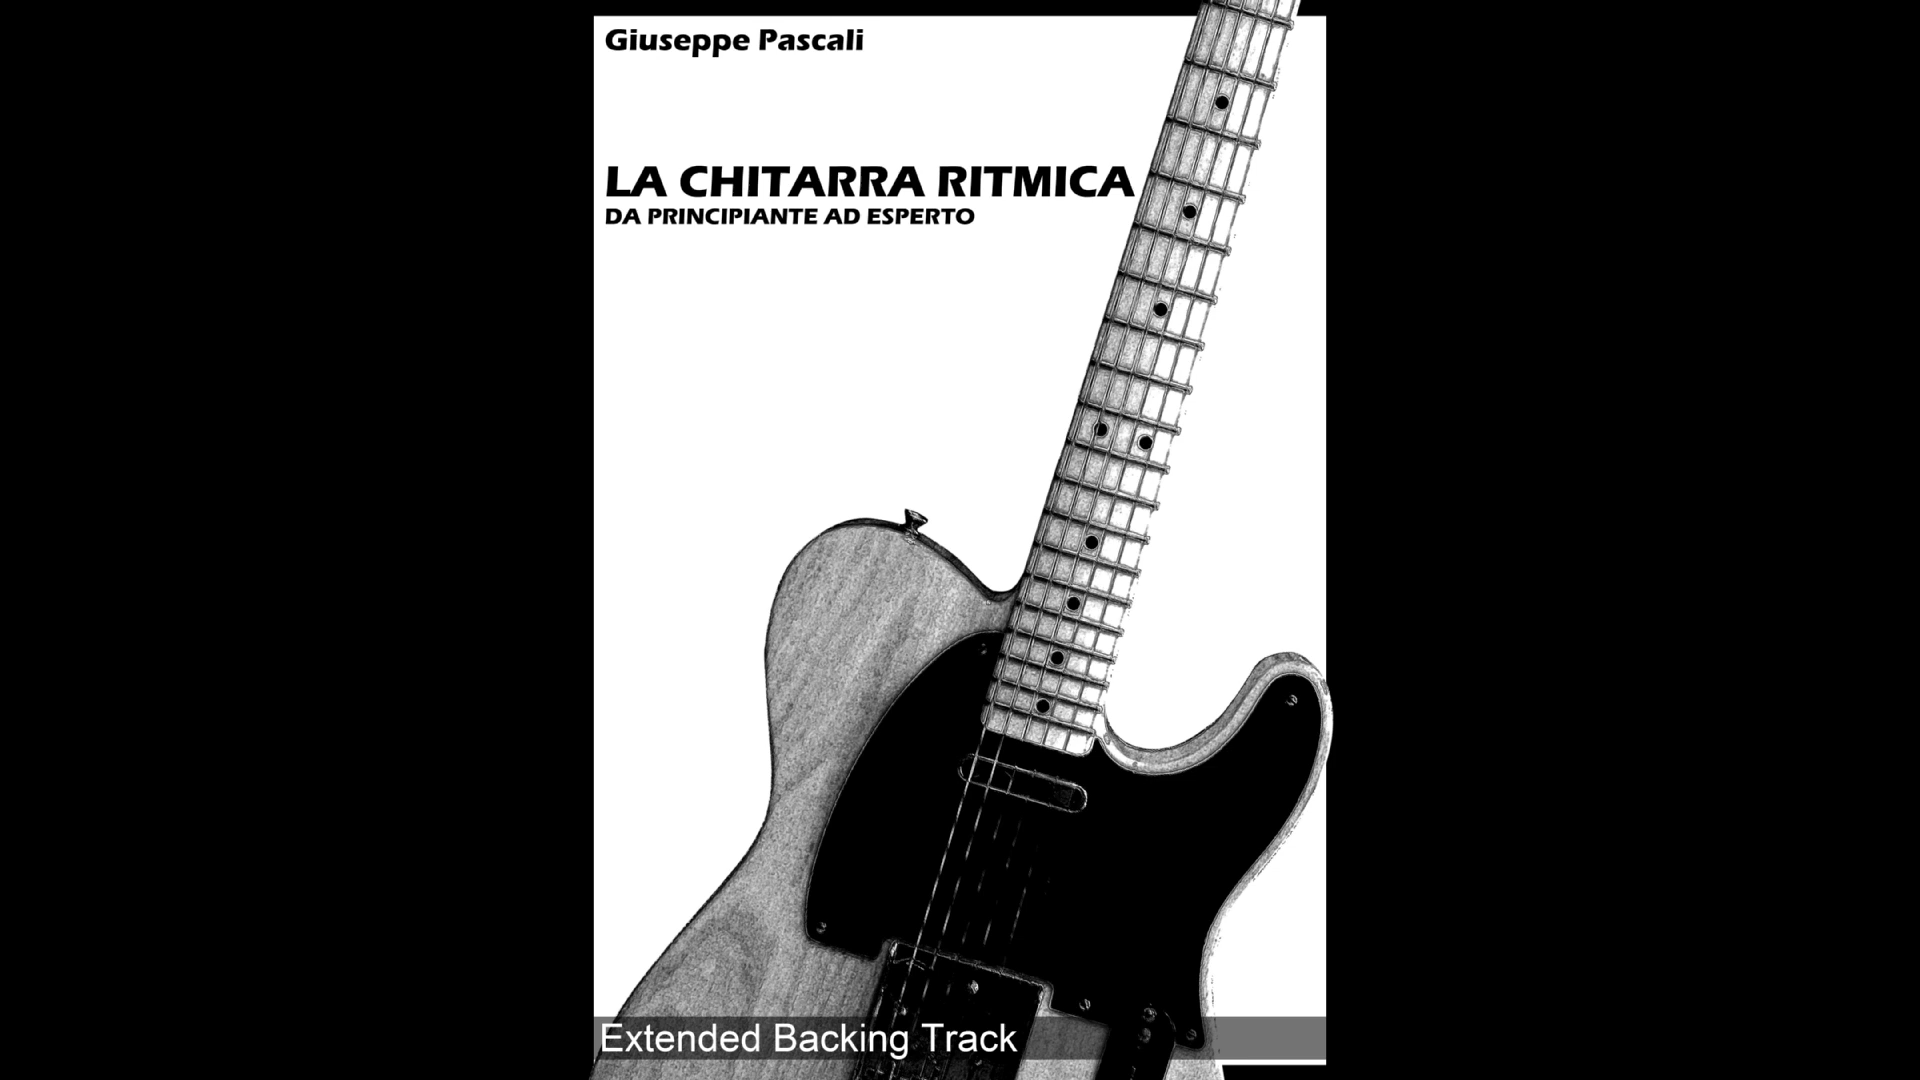 Giuseppe Pascali
LA CHITARRA RITMICA
DA PRINCIPIANTE AD ESPERTO
Extended Backing Track